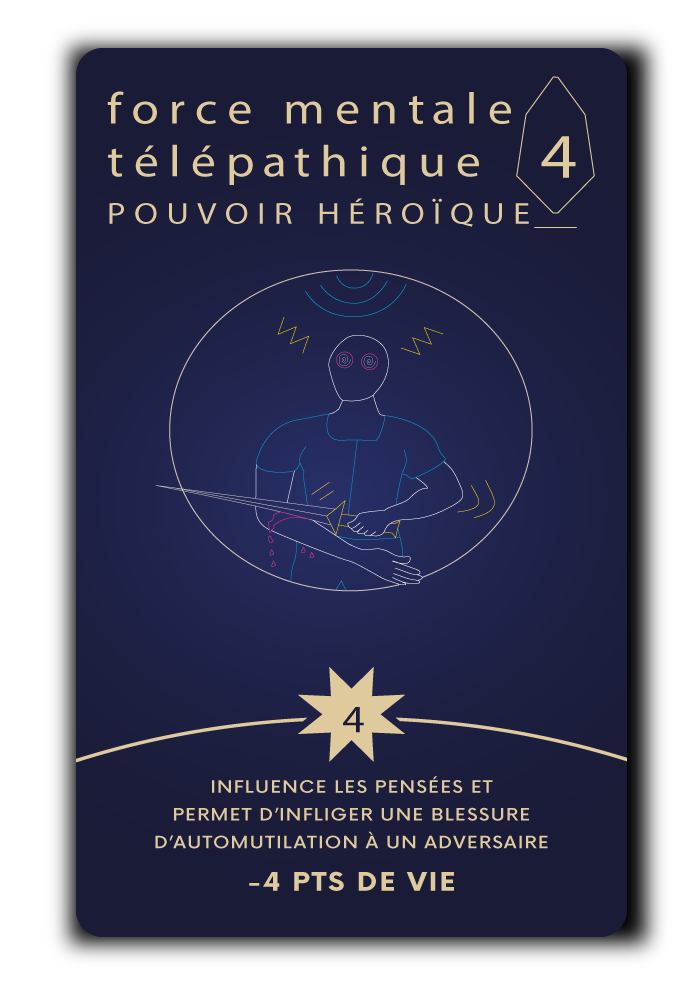 force mentale
télépathique
4
POUVOIR HÉROÏQUE
4
INFLUENCE LES PENSÉES ET
PERMET D'INFLIGER UNE BLESSURE
D'AUTOMUTILATION À UN ADVERSAIRE
-4 PTS DE VIE